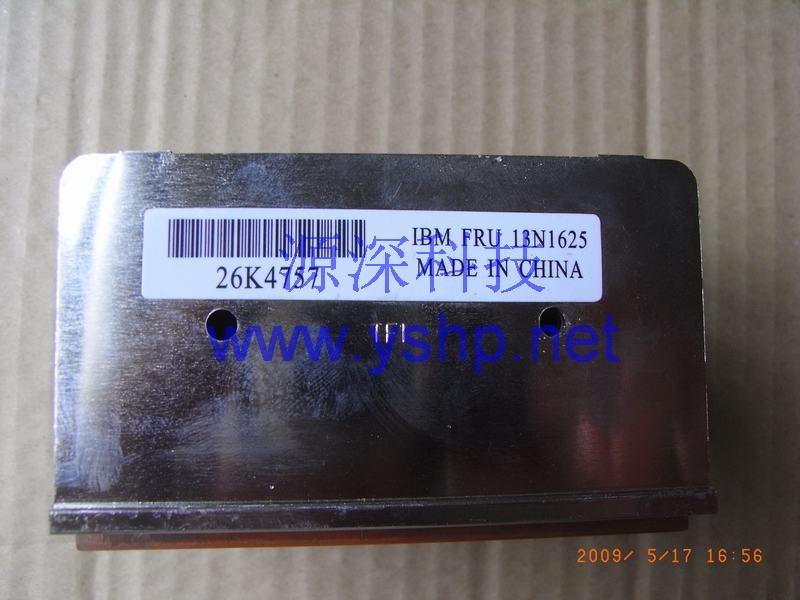 IBM FRU 13N1625
26K4757
MADE IN CHINA
源深科技
www.yshp.net
2009/ 5/17 16:56